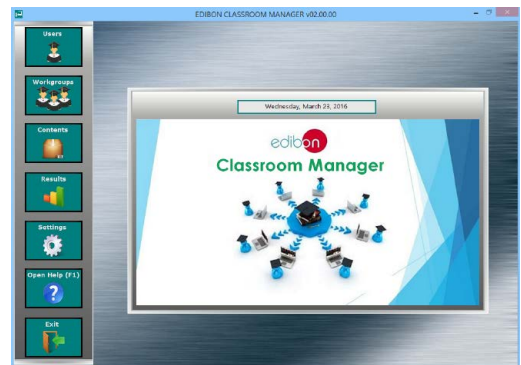 EDIBON CLASSROOM MANAGER v02.00.00
Users
Workgroups
Contents
Results
Settings
Open Help (F1)
Exit
Wednesday, March 23, 2016
edibon
Classroom Manager